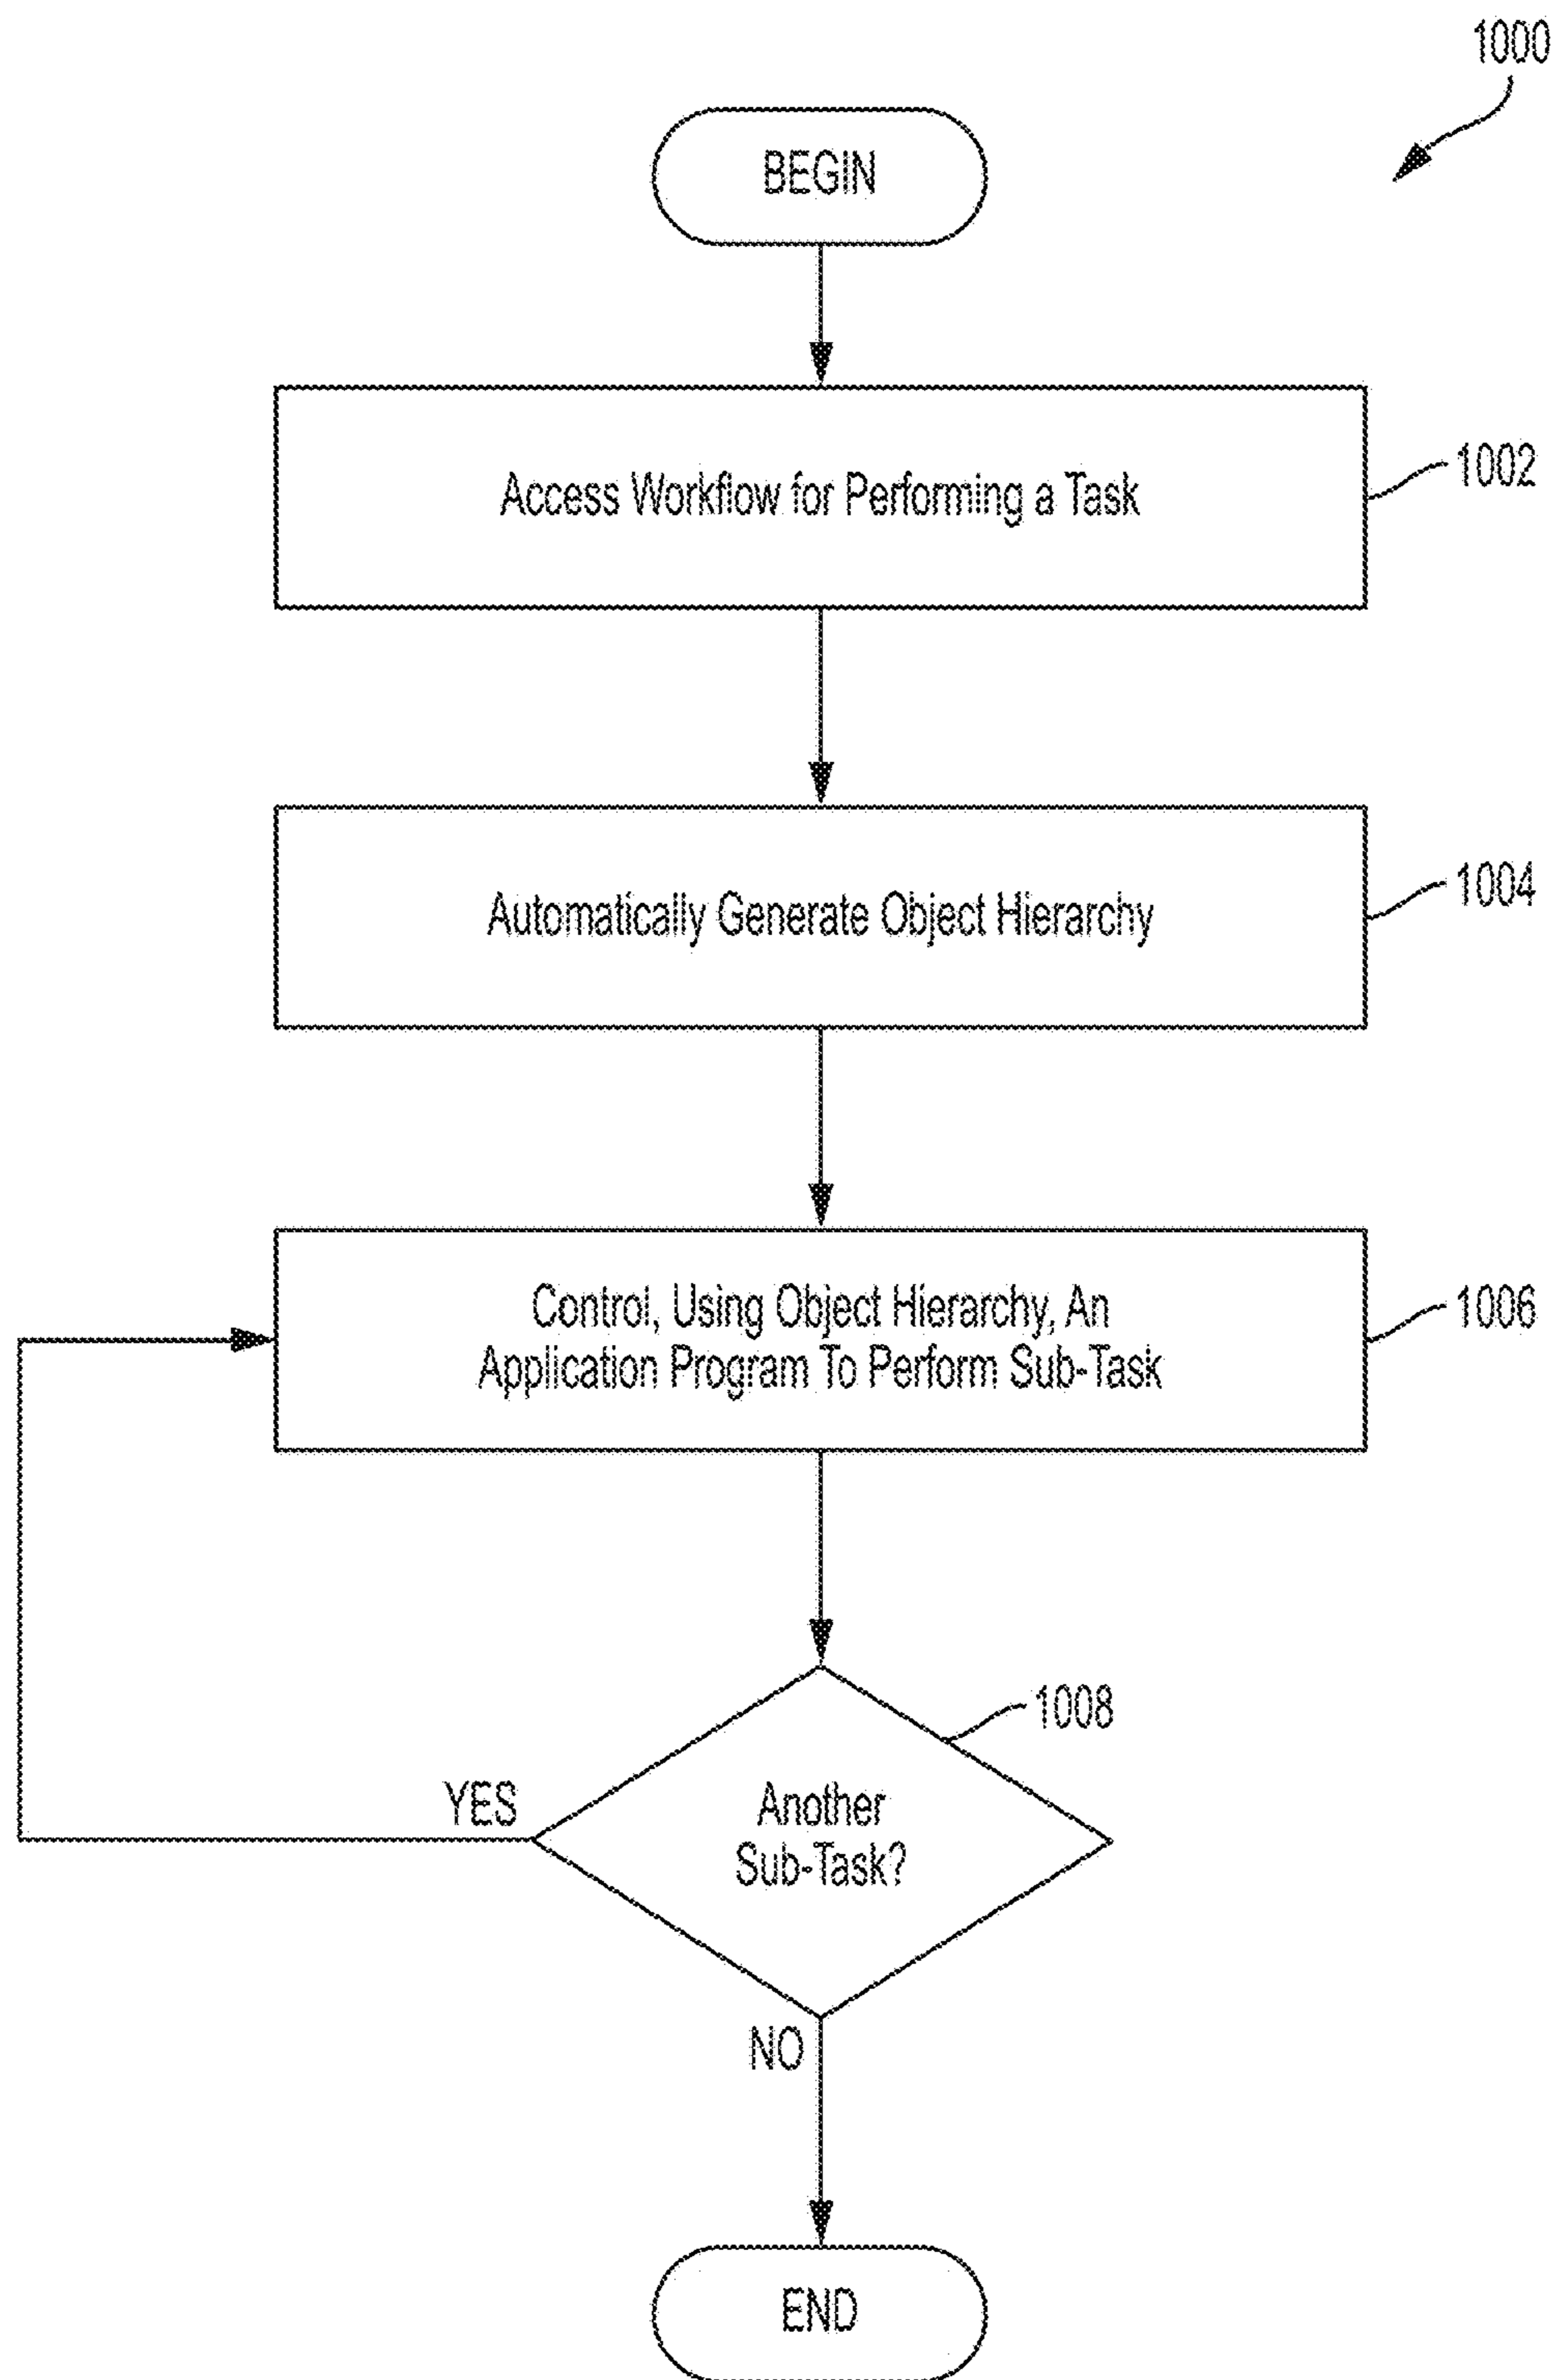 1000
BEGIN
Access Workflow for Performing a Task
1002
Automatically Generate Object Hierarchy
1004
Control, Using Object Hierarchy, An
Application Program To Perform Sub-Task
1006
1008
YES
Another
Sub-Task?
NO
END